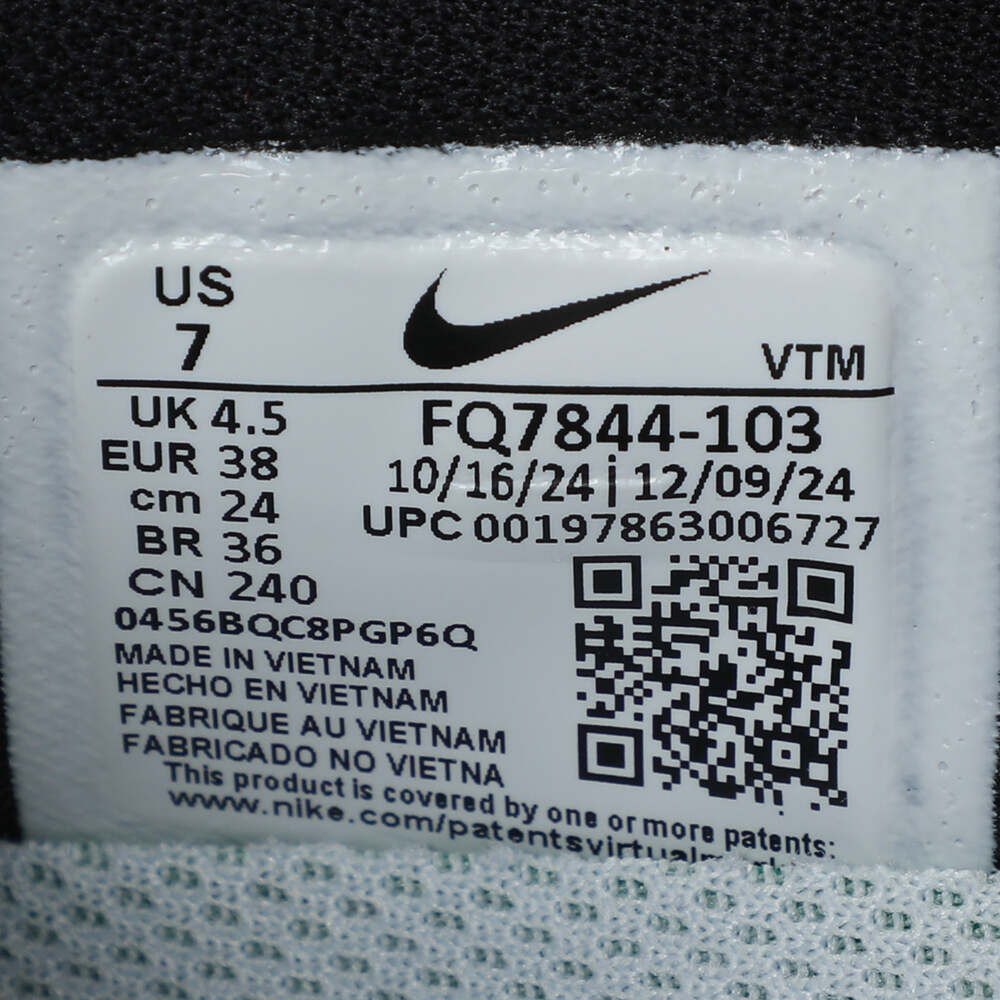 US
7
VTM
UK 4.5
EUR 38
cm 24
BR 36
CN 240
FQ7844-103
10/16/24 | 12/09/24
UPC 00197863006727
0456BQC8PGP6Q
MADE IN VIETNAM
HECHO EN VIETNAM
FABRIQUE AU VIETNAM
FABRICADO NO VIETNA
This product is covered by one or more patents:
www.nike.com/patentsvirtual